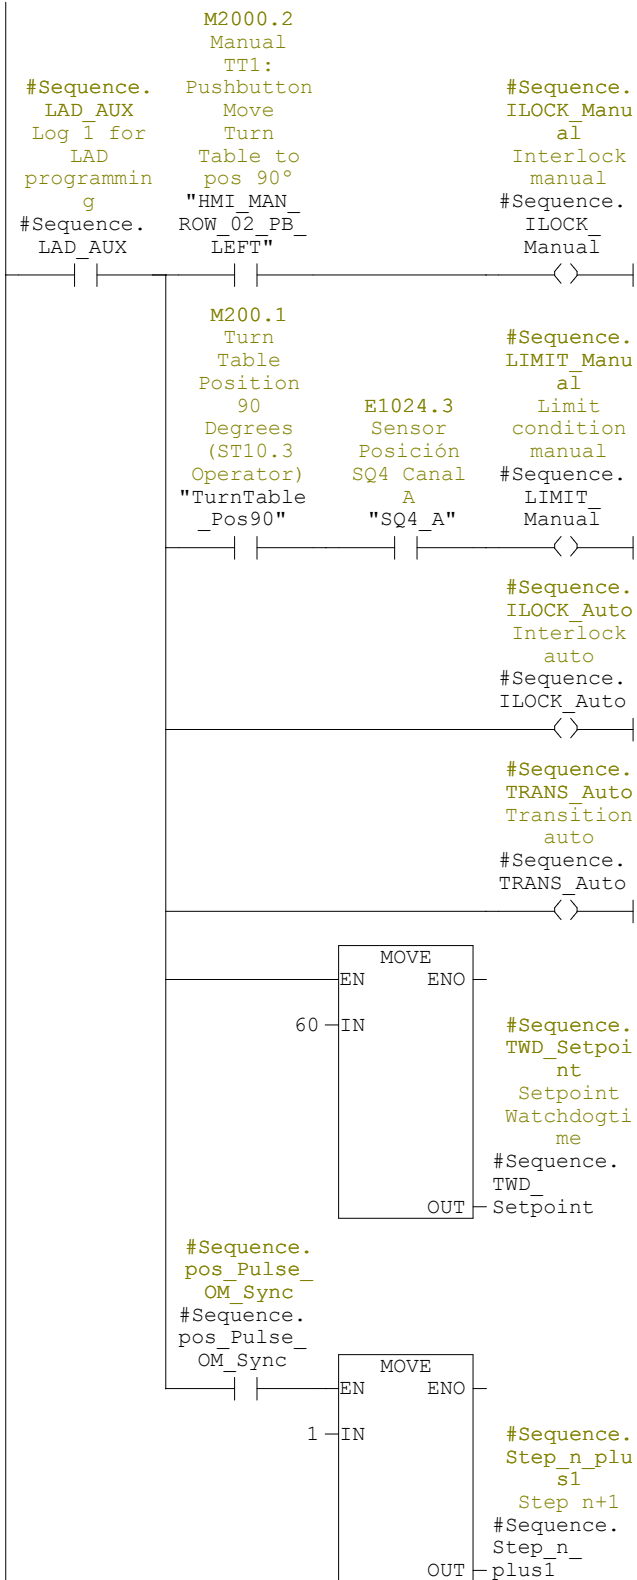 M2000.2
Manual
TT1:
#Sequence. Pushbutton #Sequence.
LAD_AUX Move ILOCK_Manu
Log 1 for Turn al
LAD Table to Interlock
programmin pos 90° manual
g "HMI_MAN_ #Sequence.
#Sequence. ROW_02_PB_ ILOCK_
LAD_AUX LEFT" Manual
M200.1
Turn #Sequence.
Table LIMIT_Manu
Position al
90 E1024.3 Limit
Degrees Sensor condition
(ST10.3 Posición manual
Operator) SQ4 Canal #Sequence.
"TurnTable A LIMIT_
_Pos90" "SQ4_A" Manual
#Sequence.
ILOCK_Auto
Interlock
auto
#Sequence.
ILOCK_Auto
#Sequence.
TRANS_Auto
Transition
auto
#Sequence.
TRANS_Auto
MOVE
EN ENO
60 IN #Sequence.
TWD_Setpoi
nt
Setpoint
Watchdogti
me
#Sequence.
TWD_
OUT Setpoint
#Sequence.
pos_Pulse_
OM_Sync
#Sequence.
pos_Pulse_
OM_Sync MOVE
EN ENO
1 IN #Sequence.
Step_n_plu
s1
Step n+1
#Sequence.
Step_n_
OUT plus1